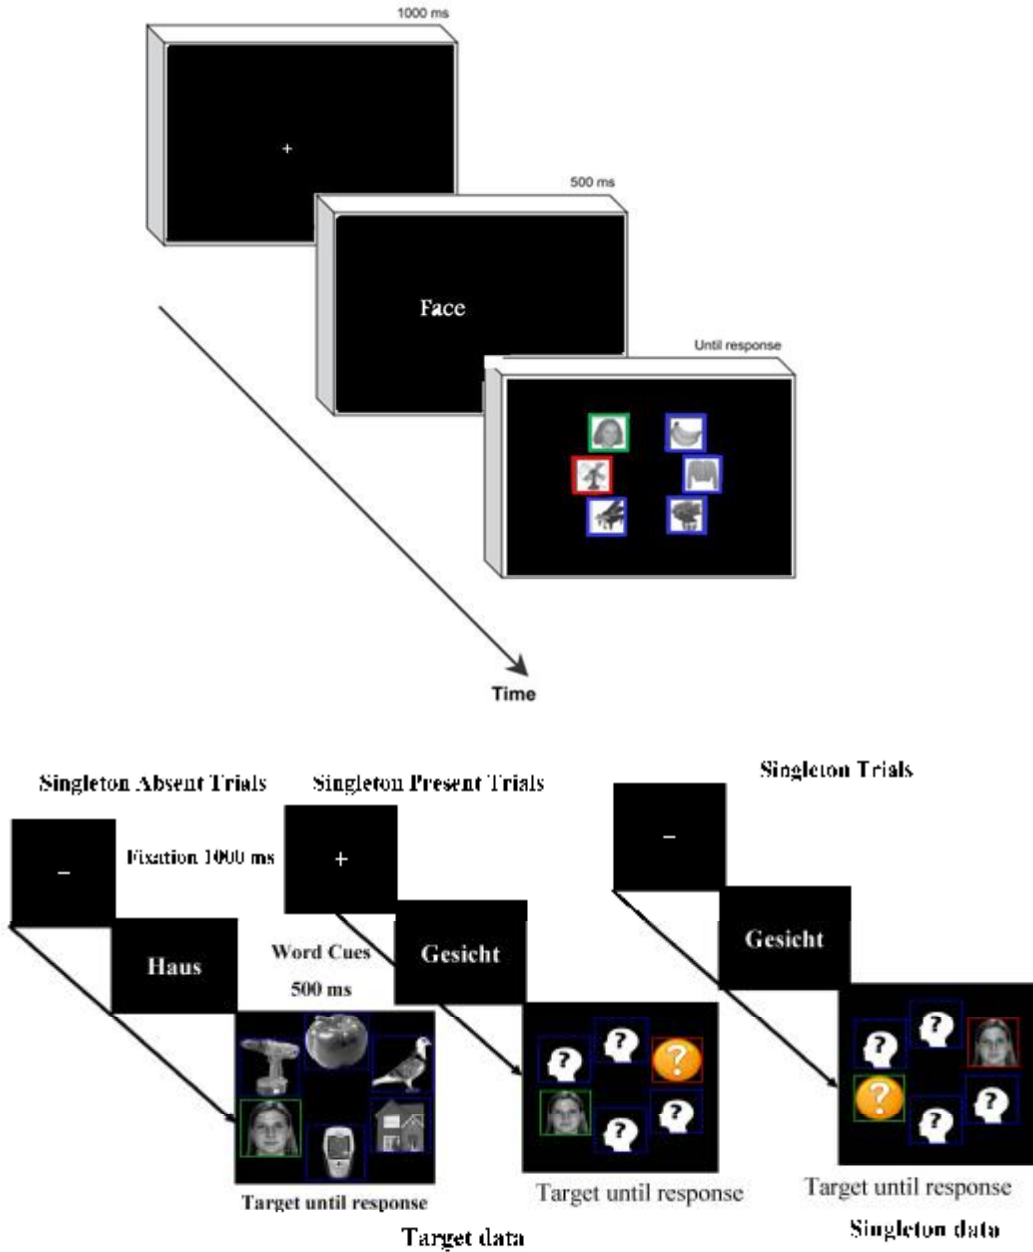 1000 ms
+
500 ms
Face
Until response
Time
Singleton Absent Trials
Singleton Present Trials
Singleton Trials
–
Fixation 1000 ms
+
–
Haus
Word Cues
500 ms
Gesicht
Gesicht
? ? ?
? ?
? ?
? ?
? ?
?
Target until response
Target until response
Target until response
Target data
Singleton data